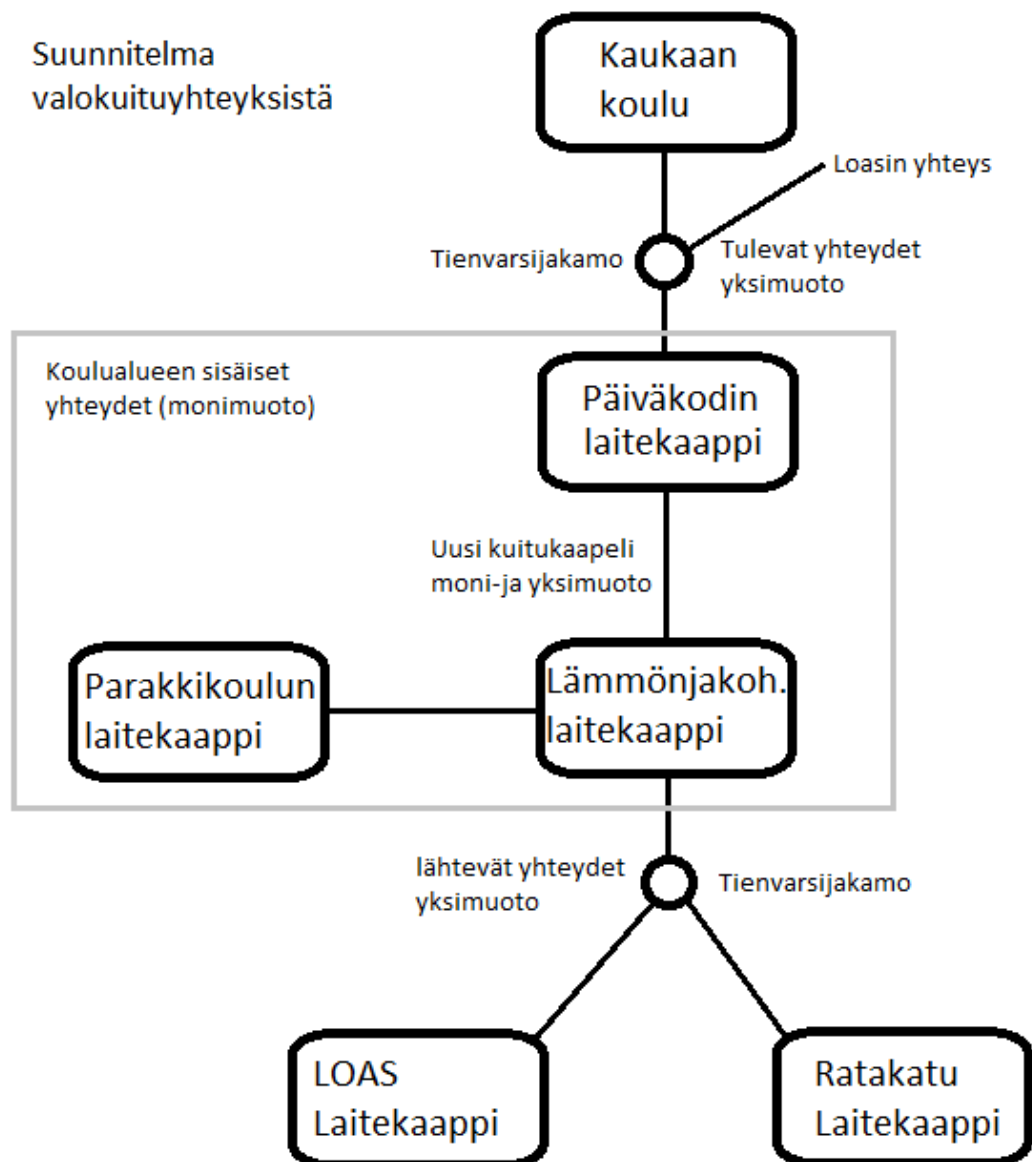 Suunnitelma
valokuituyhteyksistä
Kaukaan
koulu
Loasin yhteys
Tienvarsijakamo
Tulevat yhteydet
yksimuoto
Koulualueen sisäiset
yhteydet (monimuoto)
Päiväkodin
laitekaappi
Uusi kuitukaapeli
moni-ja yksimuoto
Parakkikoulun
laitekaappi
Lämmönjakoh.
laitekaappi
lähtevät yhteydet
yksimuoto
Tienvarsijakamo
LOAS
Laitekaappi
Ratakatu
Laitekaappi